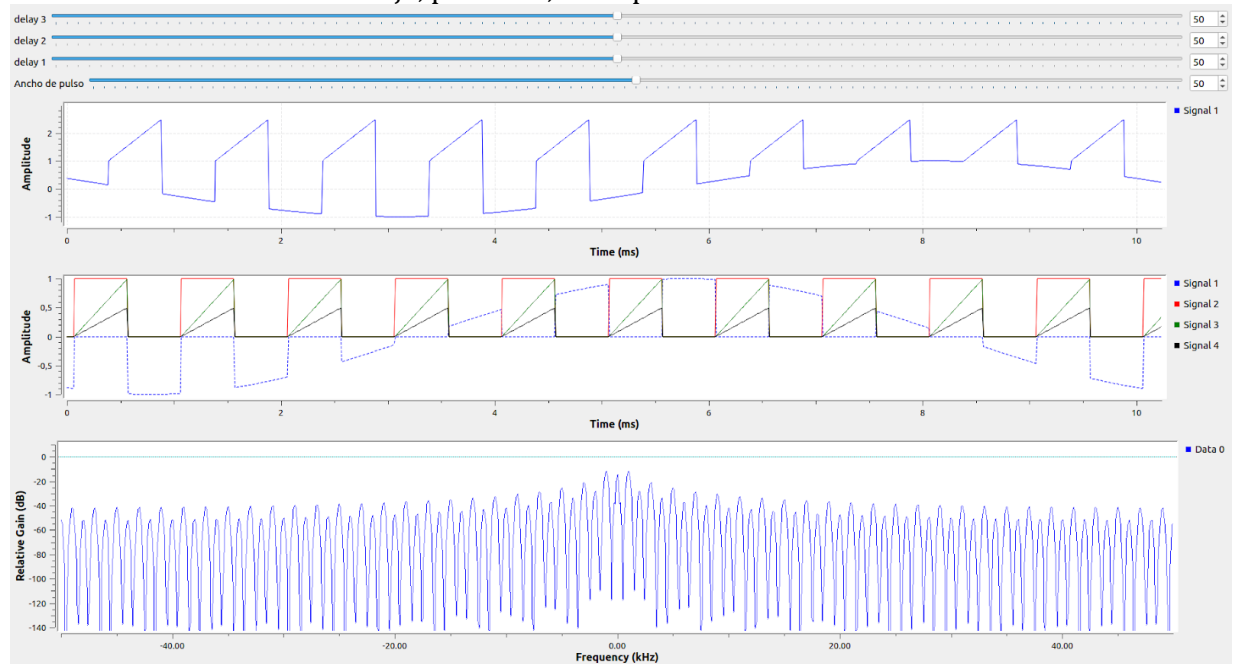 delay 3 50
delay 2 50
delay 1 50
Ancho de pulso 50
Signal 1
Amplitude
2
1
0
-1
0 2 4 6 8 10
Time (ms)
Signal 1
Signal 2
Signal 3
Signal 4
Amplitude
1
0,5
0
-0,5
-1
0 2 4 6 8 10
Time (ms)
Data 0
Relative Gain (dB)
0
-20
-40
-60
-80
-100
-120
-140
-40.00 -20.00 0.00 20.00 40.00
Frequency (kHz)